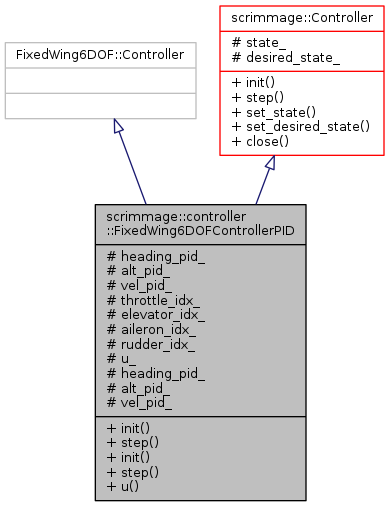 FixedWing6DOF::Controller
scrimmage::Controller
# state_
# desired_state_
+ init()
+ step()
+ set_state()
+ set_desired_state()
+ close()
scrimmage::controller
::FixedWing6DOFControllerPID
# heading_pid_
# alt_pid_
# vel_pid_
# throttle_idx_
# elevator_idx_
# aileron_idx_
# rudder_idx_
# u_
# heading_pid_
# alt_pid_
# vel_pid_
+ init()
+ step()
+ init()
+ step()
+ u()